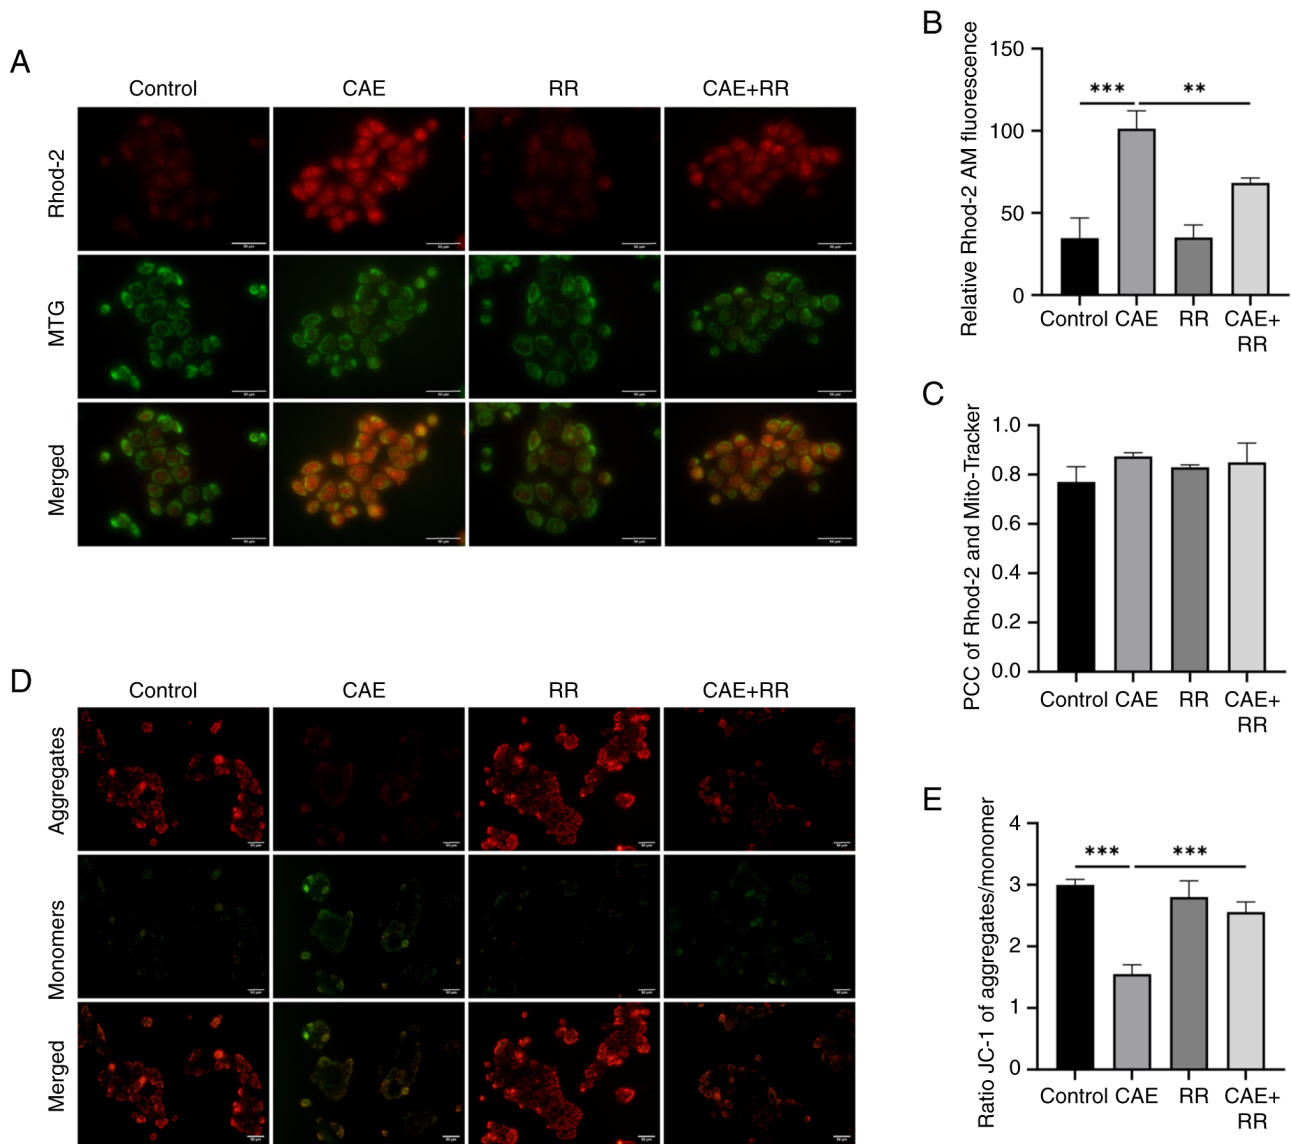 A
Control CAE RR CAE+RR
Rhod-2
MTG
Merged
B
Relative Rhod-2 AM fluorescence
150
100
50
0
*** **
Control CAE RR CAE+
RR
C
PCC of Rhod-2 and Mito-Tracker
1.0
0.8
0.6
0.4
0.2
0.0
Control CAE RR CAE+
RR
D
Control CAE RR CAE+RR
Aggregates
Monomers
Merged
E
Ratio JC-1 of aggregates/monomer
4
3
2
1
0
*** ***
Control CAE RR CAE+
RR